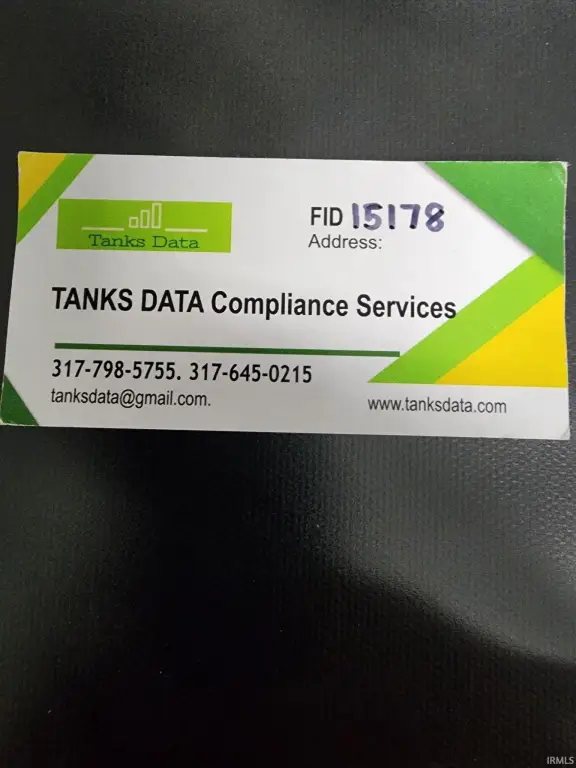 Tanks Data
FID 15178
Address:
TANKS DATA Compliance Services
317-798-5755. 317-645-0215
tanksdata@gmail.com.
www.tanksdata.com
IRMLS